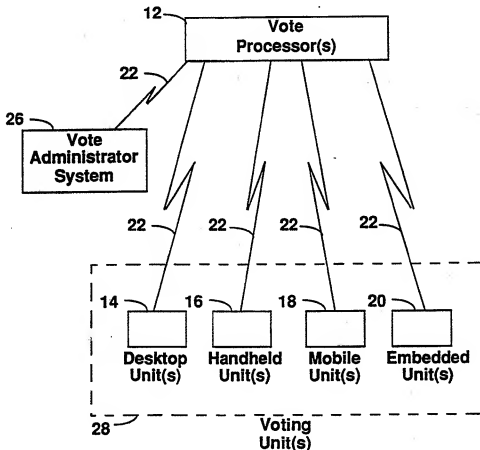 12
Vote
Processor(s)
22
26
Vote
Administrator
System
22
22
22
22
14
16
18
20
Desktop
Unit(s)
Handheld
Unit(s)
Mobile
Unit(s)
Embedded
Unit(s)
28
Voting
Unit(s)